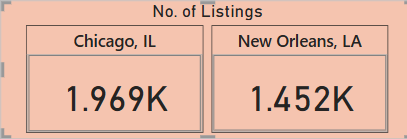 No. of Listings
Chicago, IL
New Orleans, LA
1.969K
1.452K